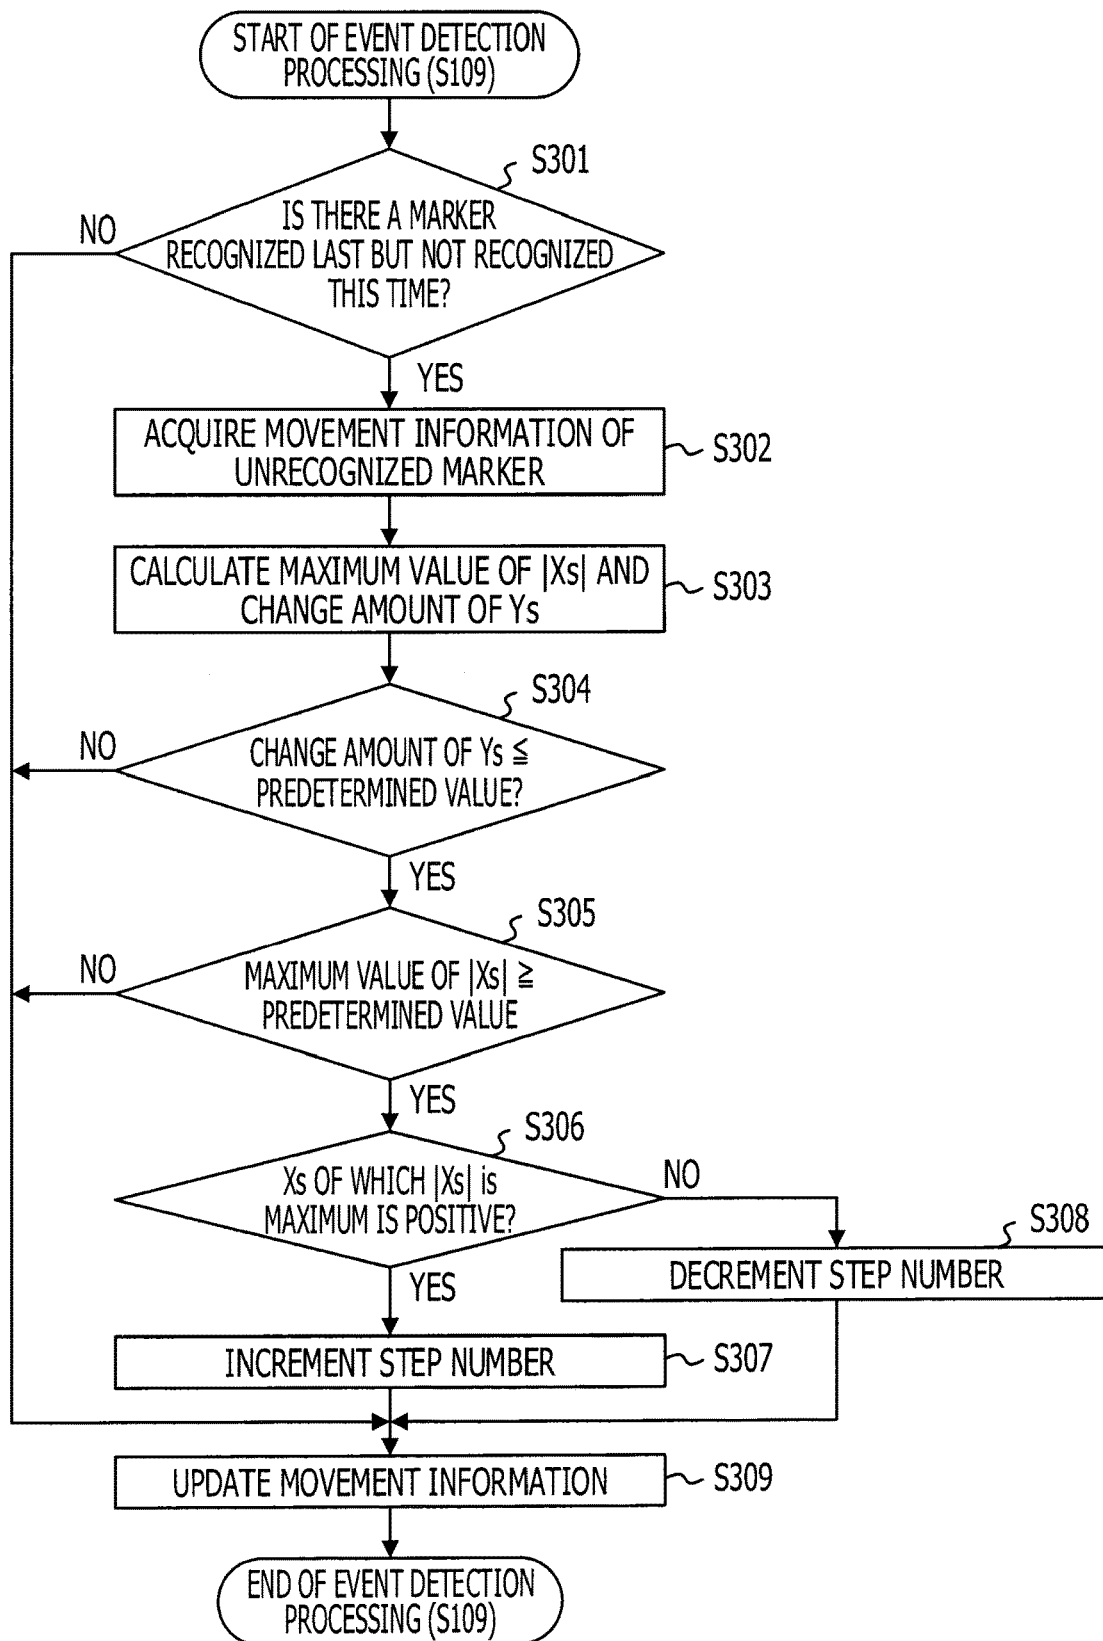 START OF EVENT DETECTION
PROCESSING (S109)
S301
IS THERE A MARKER
RECOGNIZED LAST BUT NOT RECOGNIZED
THIS TIME?
NO
YES
ACQUIRE MOVEMENT INFORMATION OF
UNRECOGNIZED MARKER
S302
CALCULATE MAXIMUM VALUE OF |Xs| AND
CHANGE AMOUNT OF Ys
S303
S304
CHANGE AMOUNT OF Ys ≦
PREDETERMINED VALUE?
NO
YES
S305
MAXIMUM VALUE OF |Xs| ≧
PREDETERMINED VALUE
NO
YES
S306
Xs OF WHICH |Xs| is
MAXIMUM IS POSITIVE?
NO
YES
S308
DECREMENT STEP NUMBER
INCREMENT STEP NUMBER
S307
UPDATE MOVEMENT INFORMATION
S309
END OF EVENT DETECTION
PROCESSING (S109)